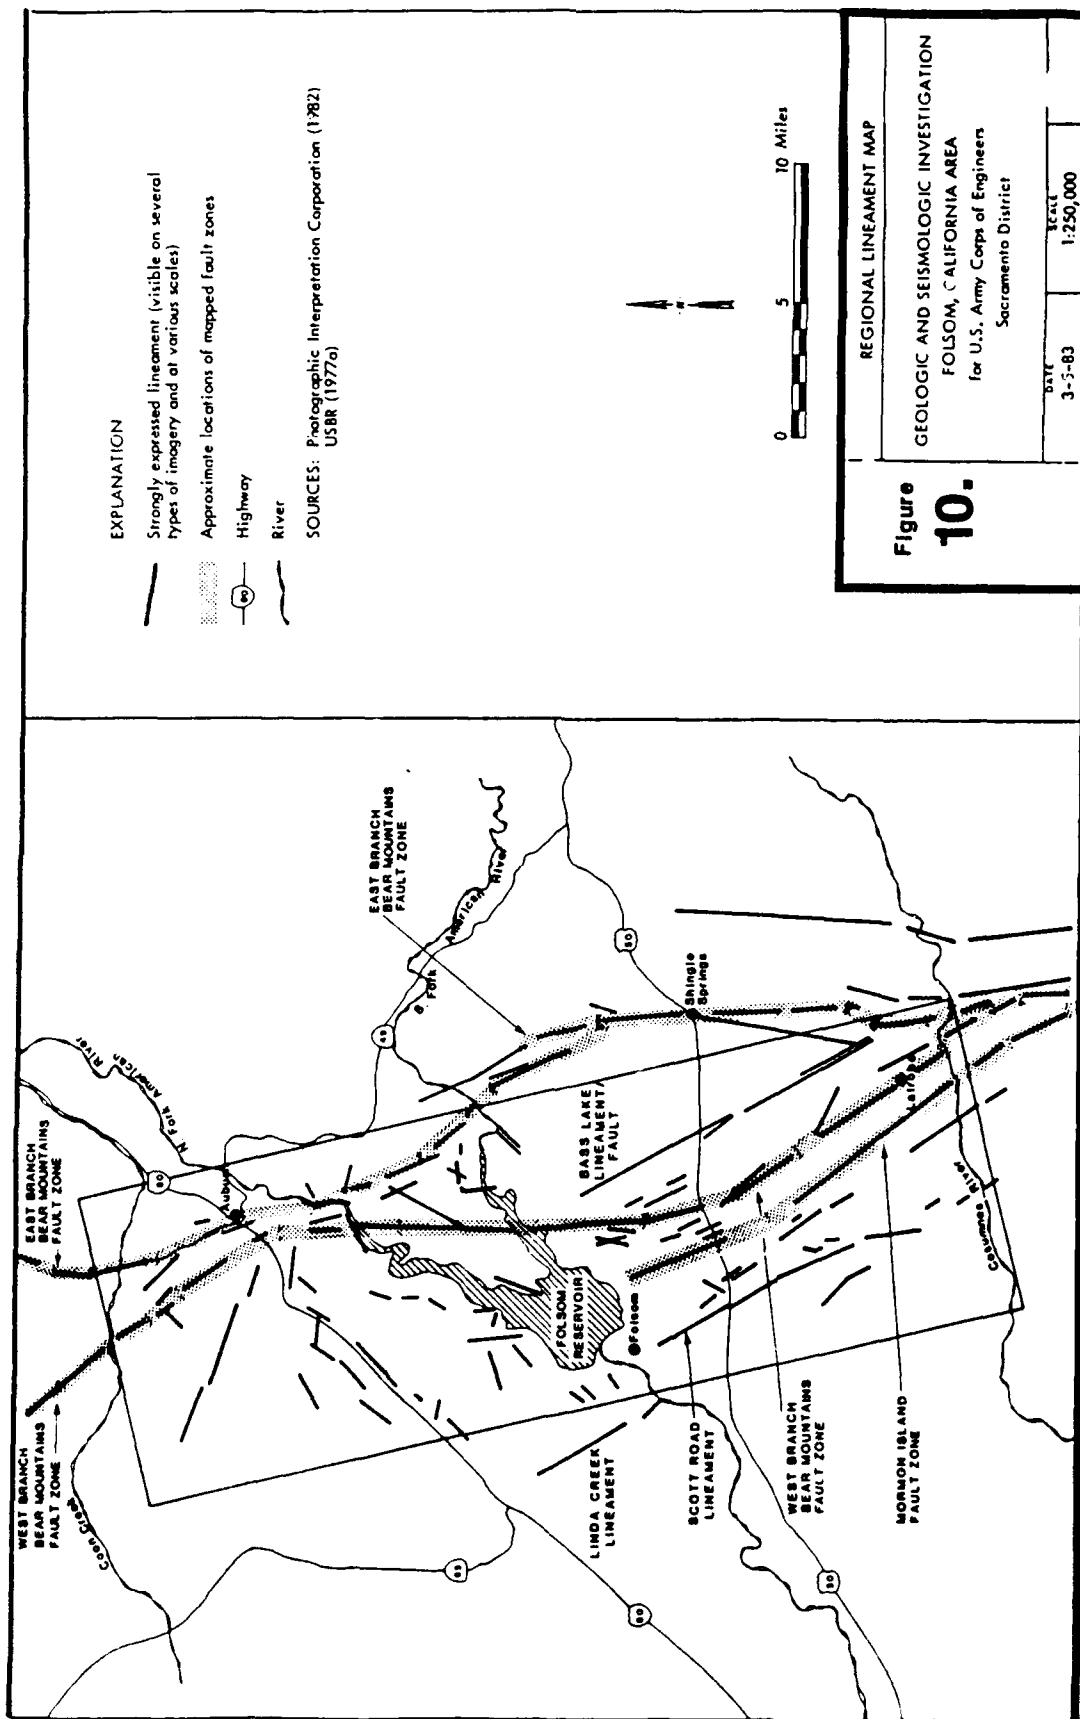 EXPLANATION
Strongly expressed lineament (visible on several
types of imagery and at various scales)
Approximate locations of mapped fault zones
80
Highway
River
SOURCES: Photographic Interpretation Corporation (1982)
USBR (1977a)
N
0 5 10 Miles
Figure
10.
REGIONAL LINEAMENT MAP
GEOLOGIC AND SEISMOLOGIC INVESTIGATION
FOLSOM, CALIFORNIA AREA
for U.S. Army Corps of Engineers
Sacramento District
DATE
3-5-83
SCALE
1:250,000
WEST BRANCH
BEAR MOUNTAINS
FAULT ZONE
EAST BRANCH
BEAR MOUNTAINS
FAULT ZONE
Coon Creek
N Fork American
River
80
Auburn
49
EAST BRANCH
BEAR MOUNTAINS
FAULT ZONE
S Fork
American River
65
80
FOLSOM
RESERVOIR
Folsom
BASS LAKE
LINEAMENT/
FAULT
LINDA CREEK
LINEAMENT
50
Shingle
Springs
SCOTT ROAD
LINEAMENT
WEST BRANCH
BEAR MOUNTAINS
FAULT ZONE
50
MORMON ISLAND
FAULT ZONE
Latrobe
Cosumnes River